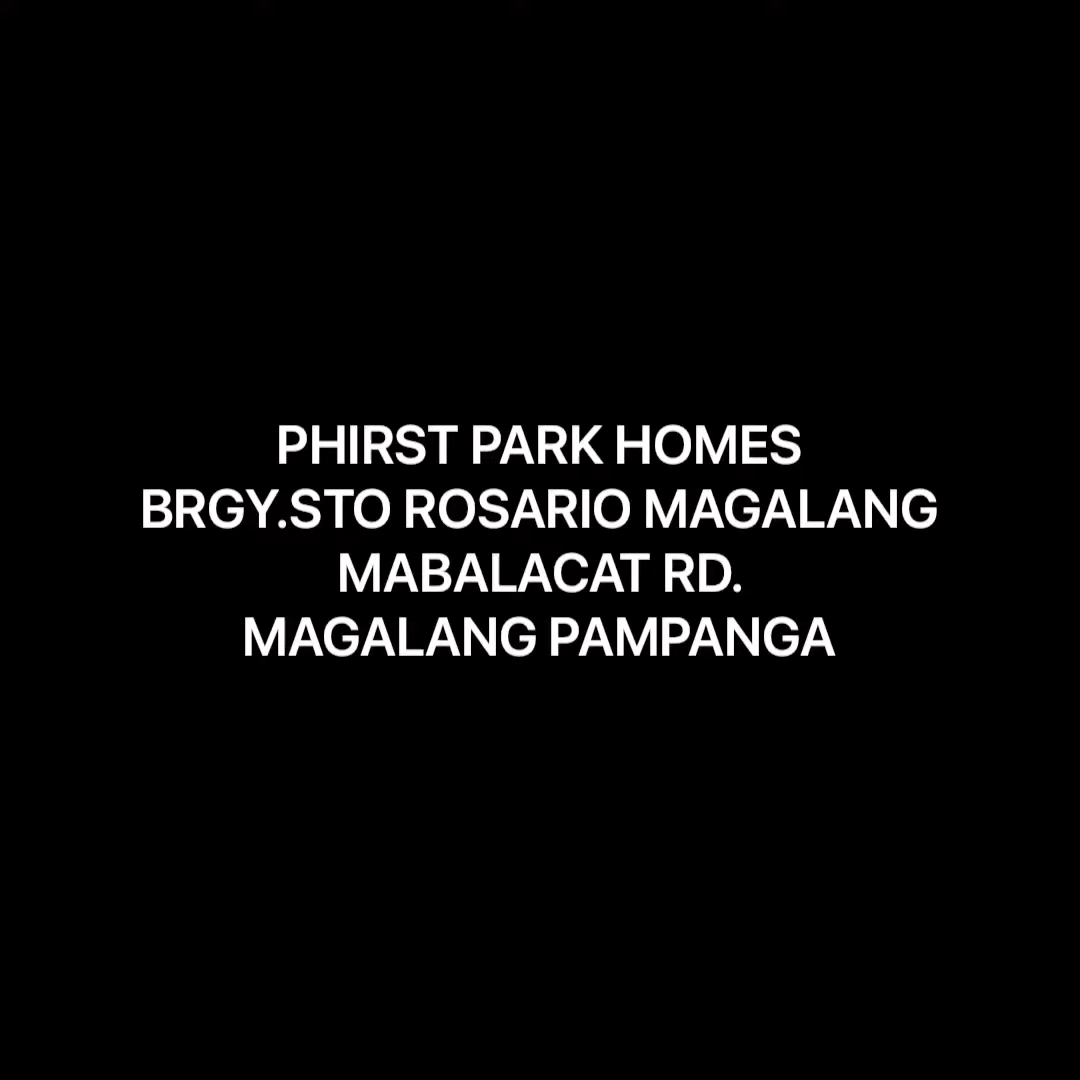 PHIRST PARK HOMES
BRGY.STO ROSARIO MAGALANG
MABALACAT RD.
MAGALANG PAMPANGA